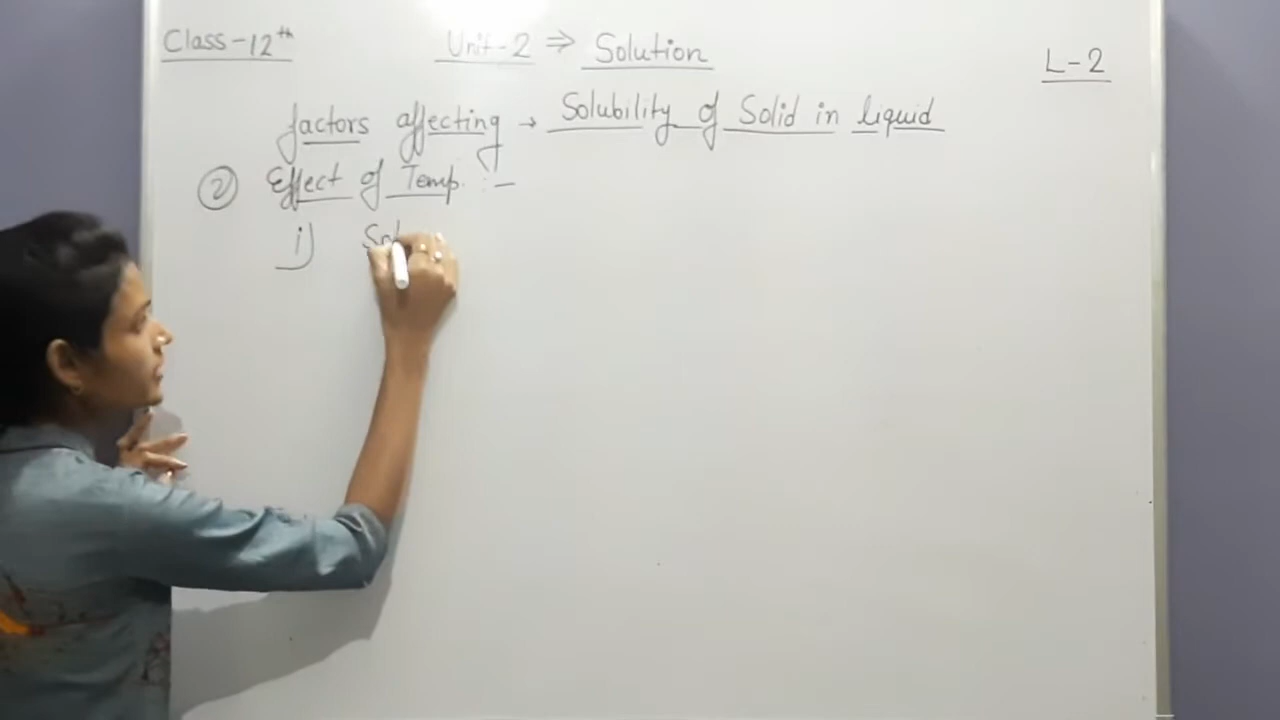 Class-12th
Unit-2 ⇒ Solution
L-2
factors affecting → Solubility of Solid in liquid
② Effect of Temp. :-
i) Sol